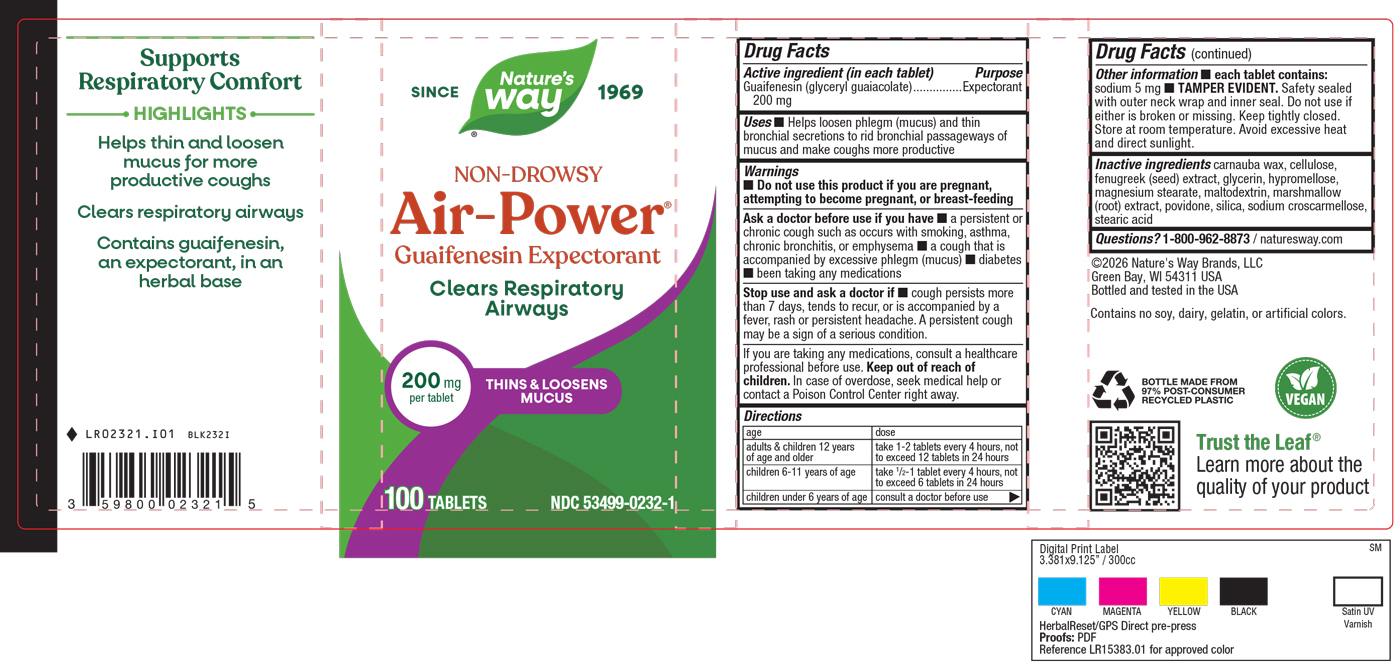 Supports
Respiratory Comfort
HIGHLIGHTS
Helps thin and loosen
mucus for more
productive coughs
Clears respiratory airways
Contains guaifenesin,
an expectorant, in an
herbal base
LR02321.I01 BLK232I
3 59800 02321 5
SINCE
Nature's
way
®
1969
NON-DROWSY
Air-Power®
Guaifenesin Expectorant
Clears Respiratory
Airways
200 mg
per tablet
THINS & LOOSENS
MUCUS
100 TABLETS
NDC 53499-0232-1
Drug Facts
Active ingredient (in each tablet) Purpose
Guaifenesin (glyceryl guaiacolate)..............Expectorant
200 mg
Uses ■ Helps loosen phlegm (mucus) and thin
bronchial secretions to rid bronchial passageways of
mucus and make coughs more productive
Warnings
■ Do not use this product if you are pregnant,
attempting to become pregnant, or breast-feeding
Ask a doctor before use if you have ■ a persistent or
chronic cough such as occurs with smoking, asthma,
chronic bronchitis, or emphysema ■ a cough that is
accompanied by excessive phlegm (mucus) ■ diabetes
■ been taking any medications
Stop use and ask a doctor if ■ cough persists more
than 7 days, tends to recur, or is accompanied by a
fever, rash or persistent headache. A persistent cough
may be a sign of a serious condition.
If you are taking any medications, consult a healthcare
professional before use. Keep out of reach of
children. In case of overdose, seek medical help or
contact a Poison Control Center right away.
Directions
age dose
adults & children 12 years take 1-2 tablets every 4 hours, not
of age and older to exceed 12 tablets in 24 hours
children 6-11 years of age take 1/2-1 tablet every 4 hours, not
to exceed 6 tablets in 24 hours
children under 6 years of age consult a doctor before use
Drug Facts (continued)
Other information ■ each tablet contains:
sodium 5 mg ■ TAMPER EVIDENT. Safety sealed
with outer neck wrap and inner seal. Do not use if
either is broken or missing. Keep tightly closed.
Store at room temperature. Avoid excessive heat
and direct sunlight.
Inactive ingredients carnauba wax, cellulose,
fenugreek (seed) extract, glycerin, hypromellose,
magnesium stearate, maltodextrin, marshmallow
(root) extract, povidone, silica, sodium croscarmellose,
stearic acid
Questions? 1-800-962-8873 / naturesway.com
©2026 Nature's Way Brands, LLC
Green Bay, WI 54311 USA
Bottled and tested in the USA
Contains no soy, dairy, gelatin, or artificial colors.
BOTTLE MADE FROM
97% POST-CONSUMER
RECYCLED PLASTIC
VEGAN
Trust the Leaf®
Learn more about the
quality of your product
Digital Print Label SM
3.381x9.125" / 300cc
CYAN MAGENTA YELLOW BLACK Satin UV
Varnish
HerbalReset/GPS Direct pre-press
Proofs: PDF
Reference LR15383.01 for approved color